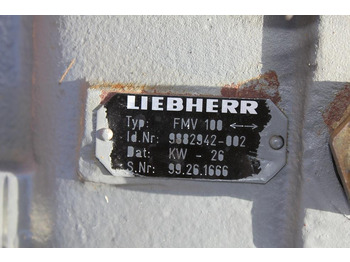 LIEBHERR
Typ: FMV 100 <-->
Id.Nr: 9882942-002
Dat: KW - 26
S.Nr: 99.26.1666